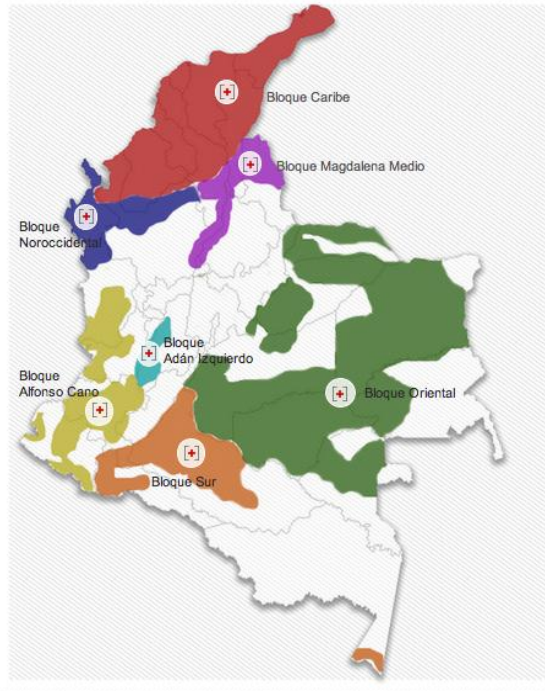 Bloque Caribe
Bloque Magdalena Medio
Bloque
Noroccidental
Bloque
Adán Izquierdo
Bloque
Alfonso Cano
Bloque Oriental
Bloque Sur